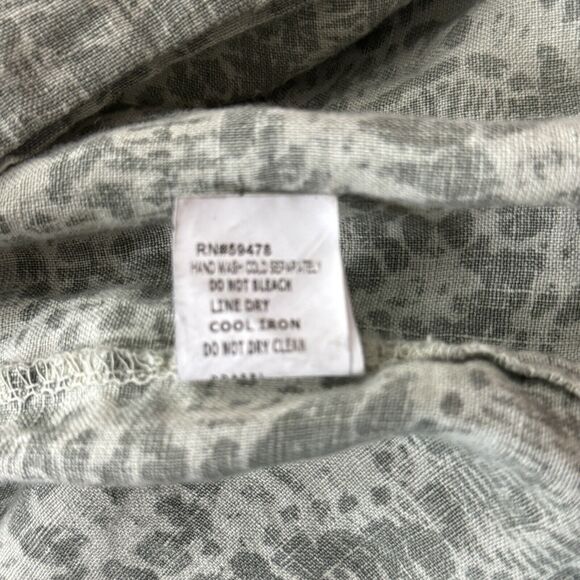 RN#59478
HAND WASH COLD SEPARATELY
DO NOT BLEACH
LINE DRY
COOL IRON
DO NOT DRY CLEAN